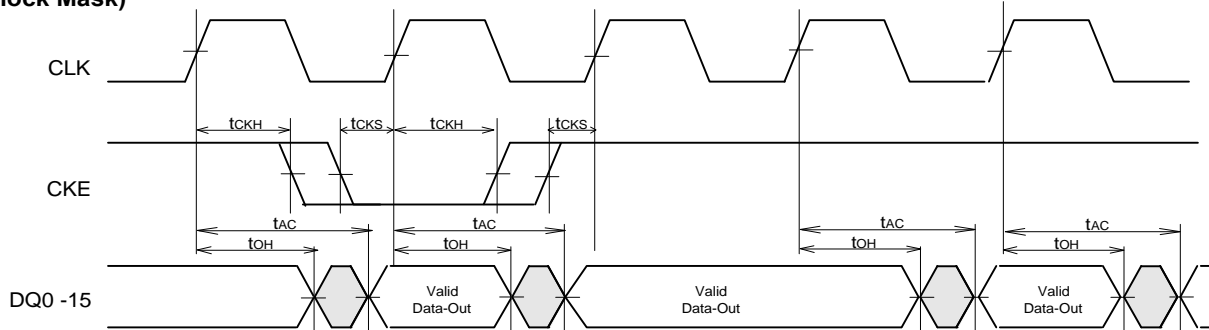 lock Mask)
CLK
tCKH tCKS tCKH tCKS
CKE
tAC tAC tAC tAC
tOH tOH tOH tOH
DQ0 -15
Valid
Data-Out
Valid
Data-Out
Valid
Data-Out